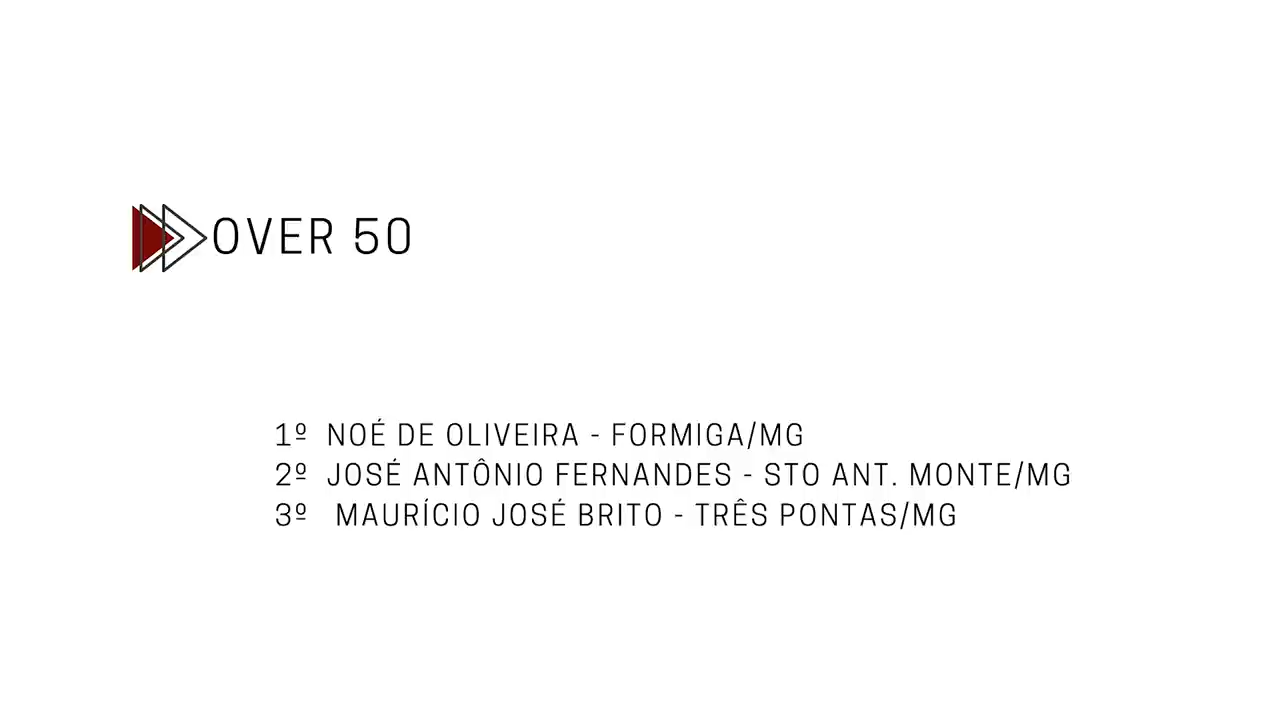 OVER 50
1º NOÉ DE OLIVEIRA - FORMIGA/MG
2º JOSÉ ANTÔNIO FERNANDES - STO ANT. MONTE/MG
3º MAURÍCIO JOSÉ BRITO - TRÊS PONTAS/MG